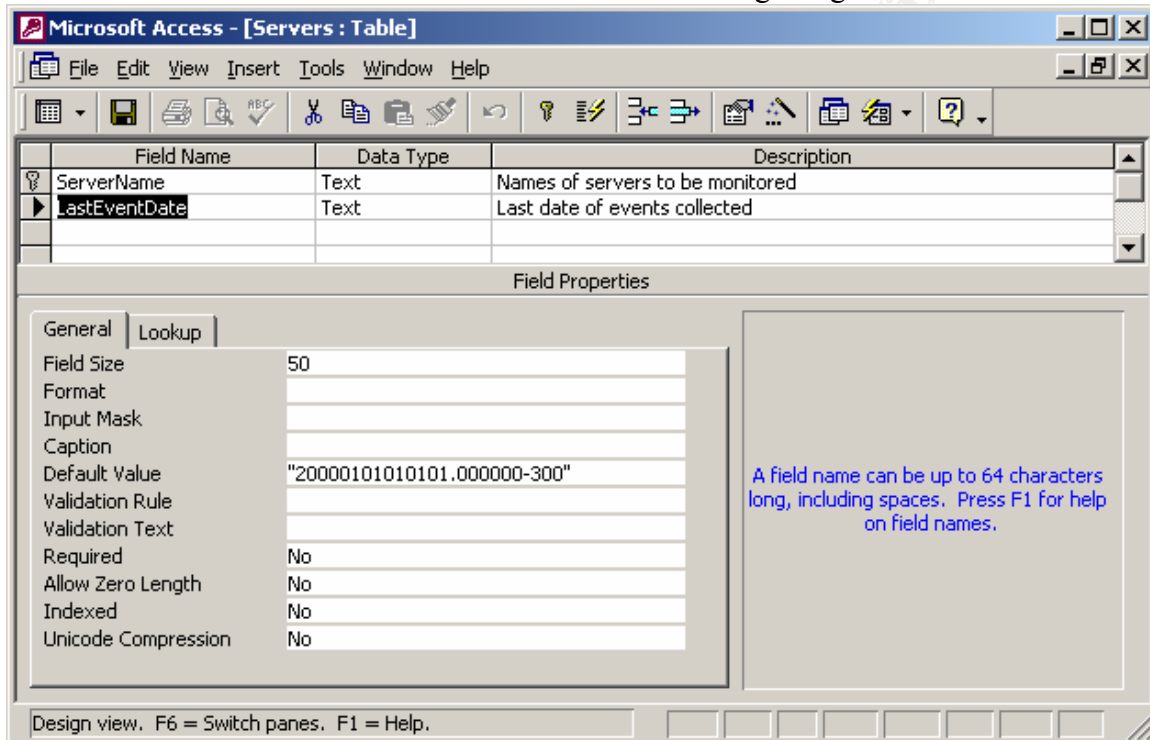 Microsoft Access - [Servers : Table]
File Edit View Insert Tools Window Help
ABC
Field Name Data Type Description
ServerName Text Names of servers to be monitored
LastEventDate Text Last date of events collected
Field Properties
General Lookup
Field Size 50
Format
Input Mask
Caption
Default Value "20000101010101.000000-300"
Validation Rule
Validation Text
Required No
Allow Zero Length No
Indexed No
Unicode Compression No
A field name can be up to 64 characters
long, including spaces. Press F1 for help
on field names.
Design view. F6 = Switch panes. F1 = Help.